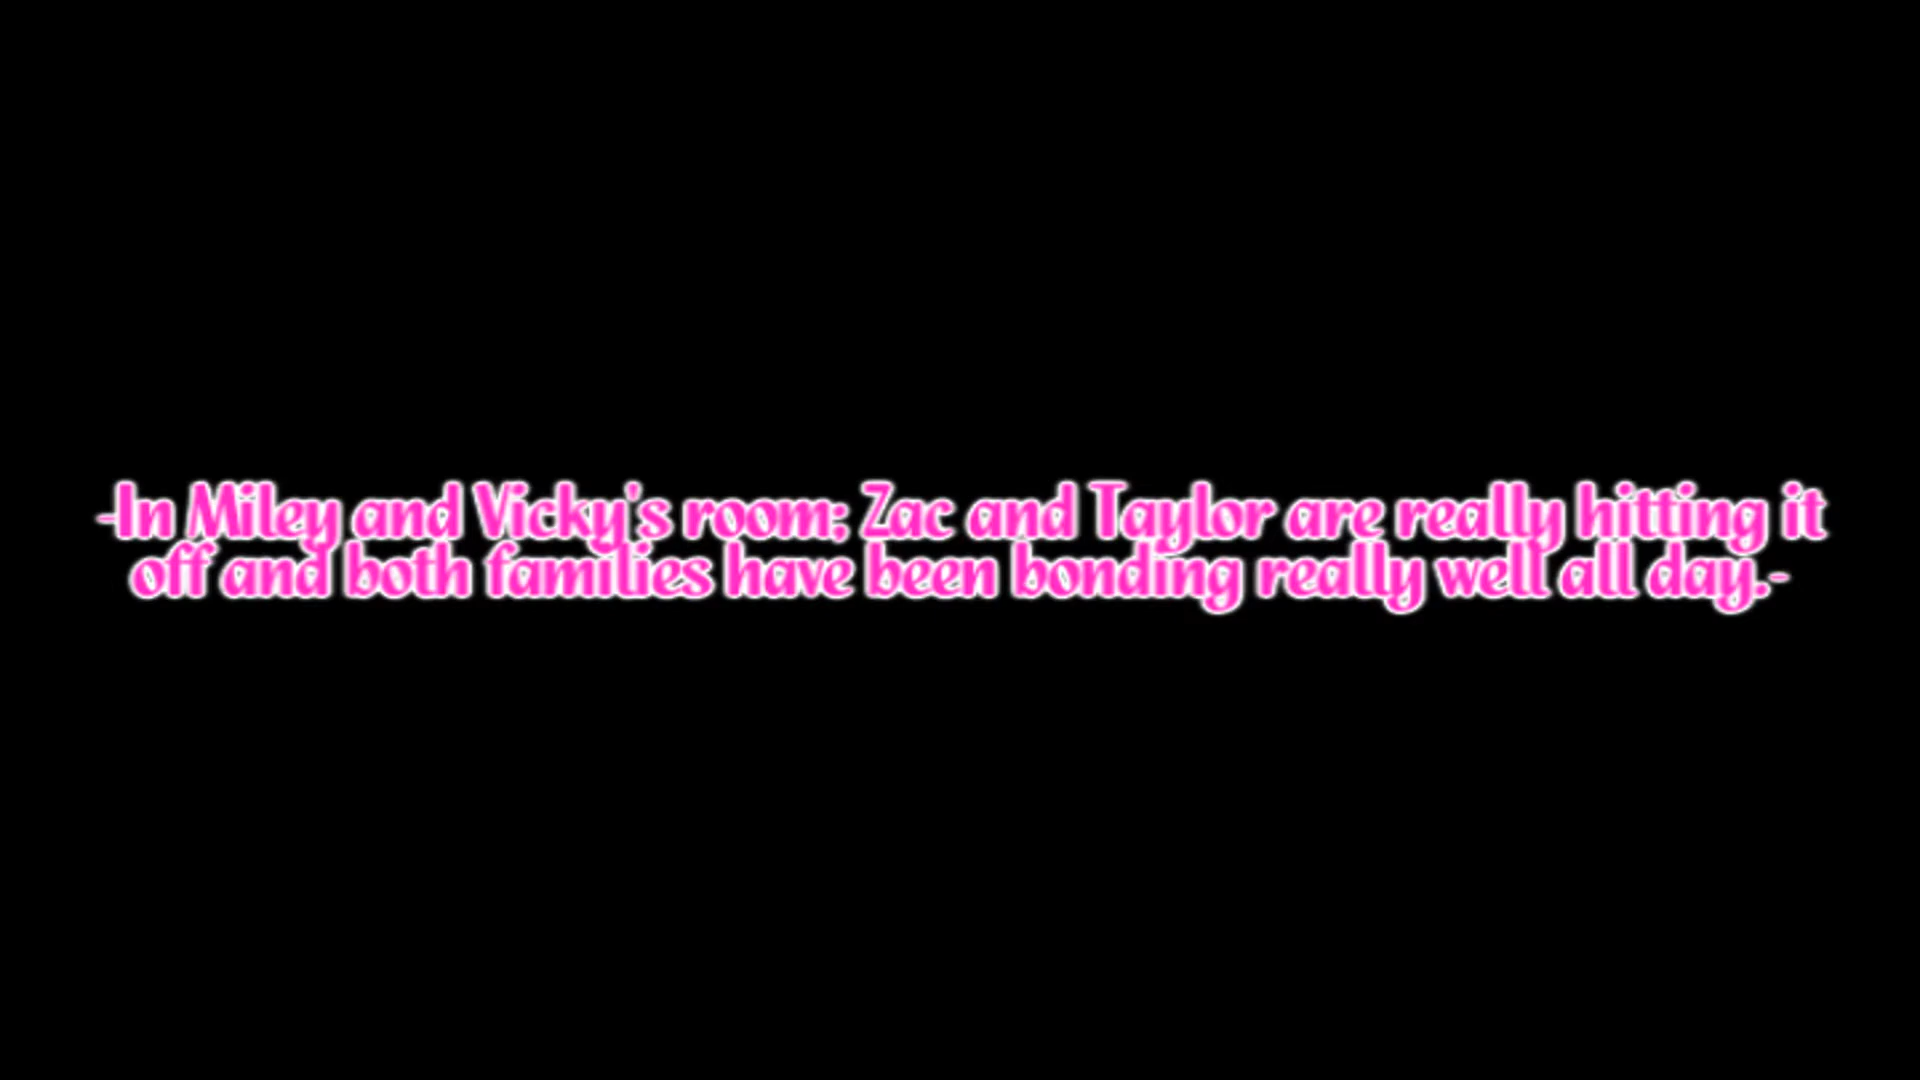 -In Miley and Vicky's room; Zac and Taylor are really hitting it
off and both families have been bonding really well all day.-